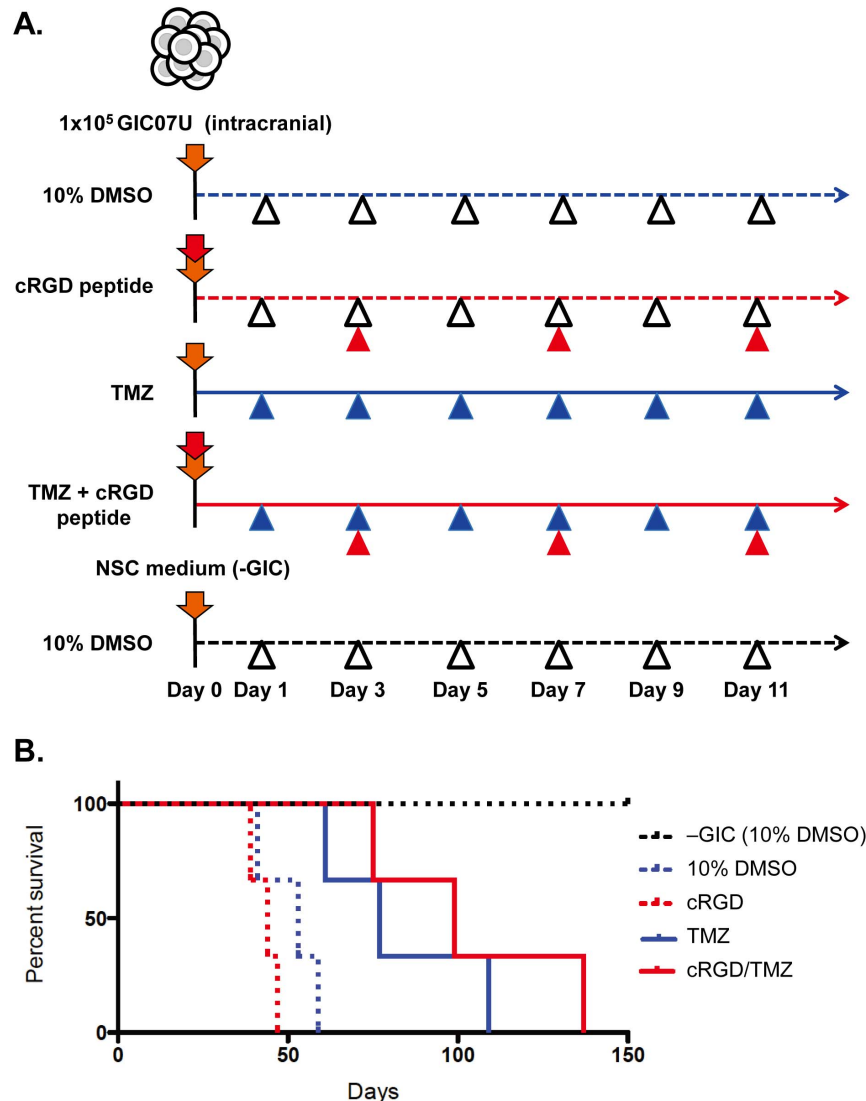 A.
1x10⁵ GIC07U (intracranial)
10% DMSO
cRGD peptide
TMZ
TMZ + cRGD
peptide
NSC medium (-GIC)
10% DMSO
Day 0 Day 1 Day 3 Day 5 Day 7 Day 9 Day 11
B.
Percent survival
100
50
0
0 50 100 150
Days
–GIC (10% DMSO)
10% DMSO
cRGD
TMZ
cRGD/TMZ